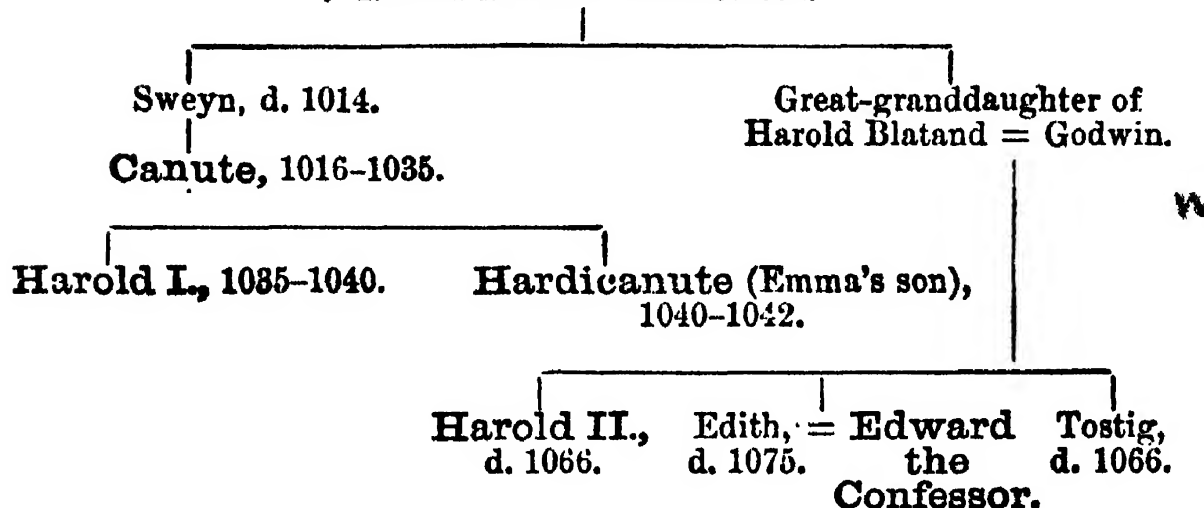 Sweyn, d. 1014.
Great-granddaughter of
Harold Blatand = Godwin.
Canute, 1016–1035.
Harold I., 1035–1040.
Hardicanute (Emma's son),
1040–1042.
Harold II.,
d. 1066.
Edith, = Edward
d. 1075. the
Confessor.
Tostig,
d. 1066.